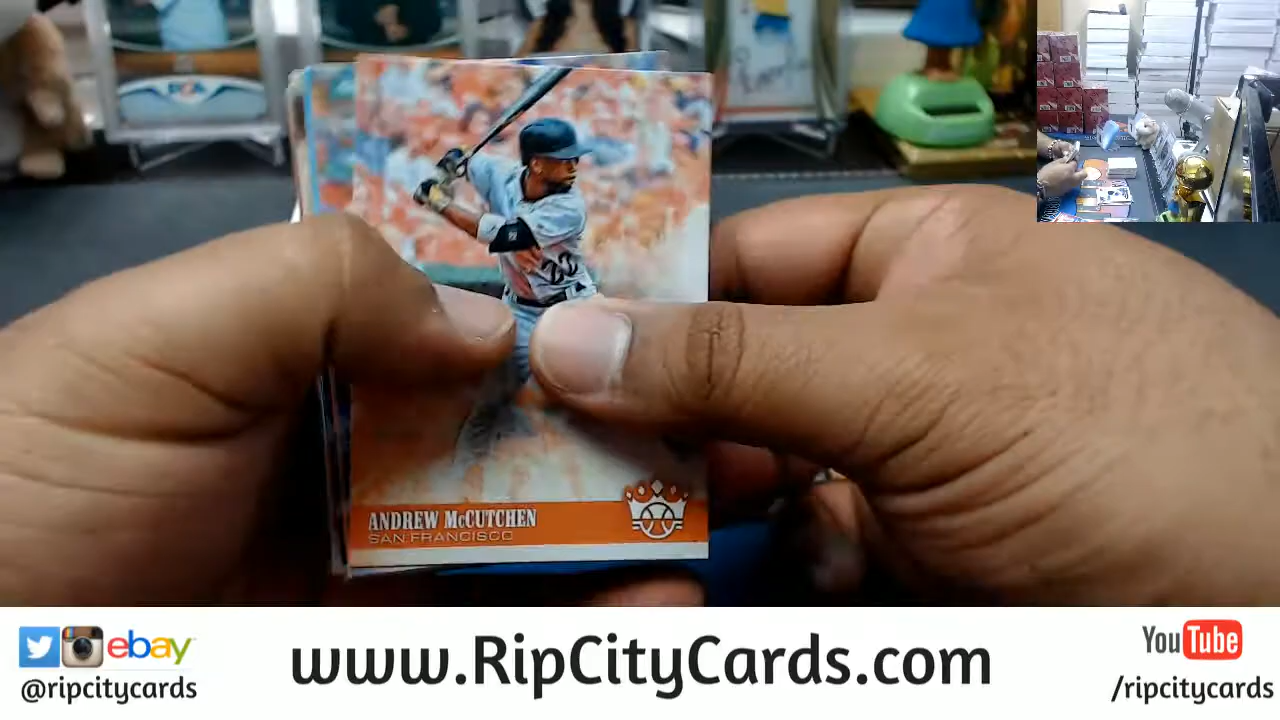 22
ANDREW McCUTCHEN
SAN FRANCISCO
ebay
@ripcitycards
www.RipCityCards.com
YouTube
/ripcitycards